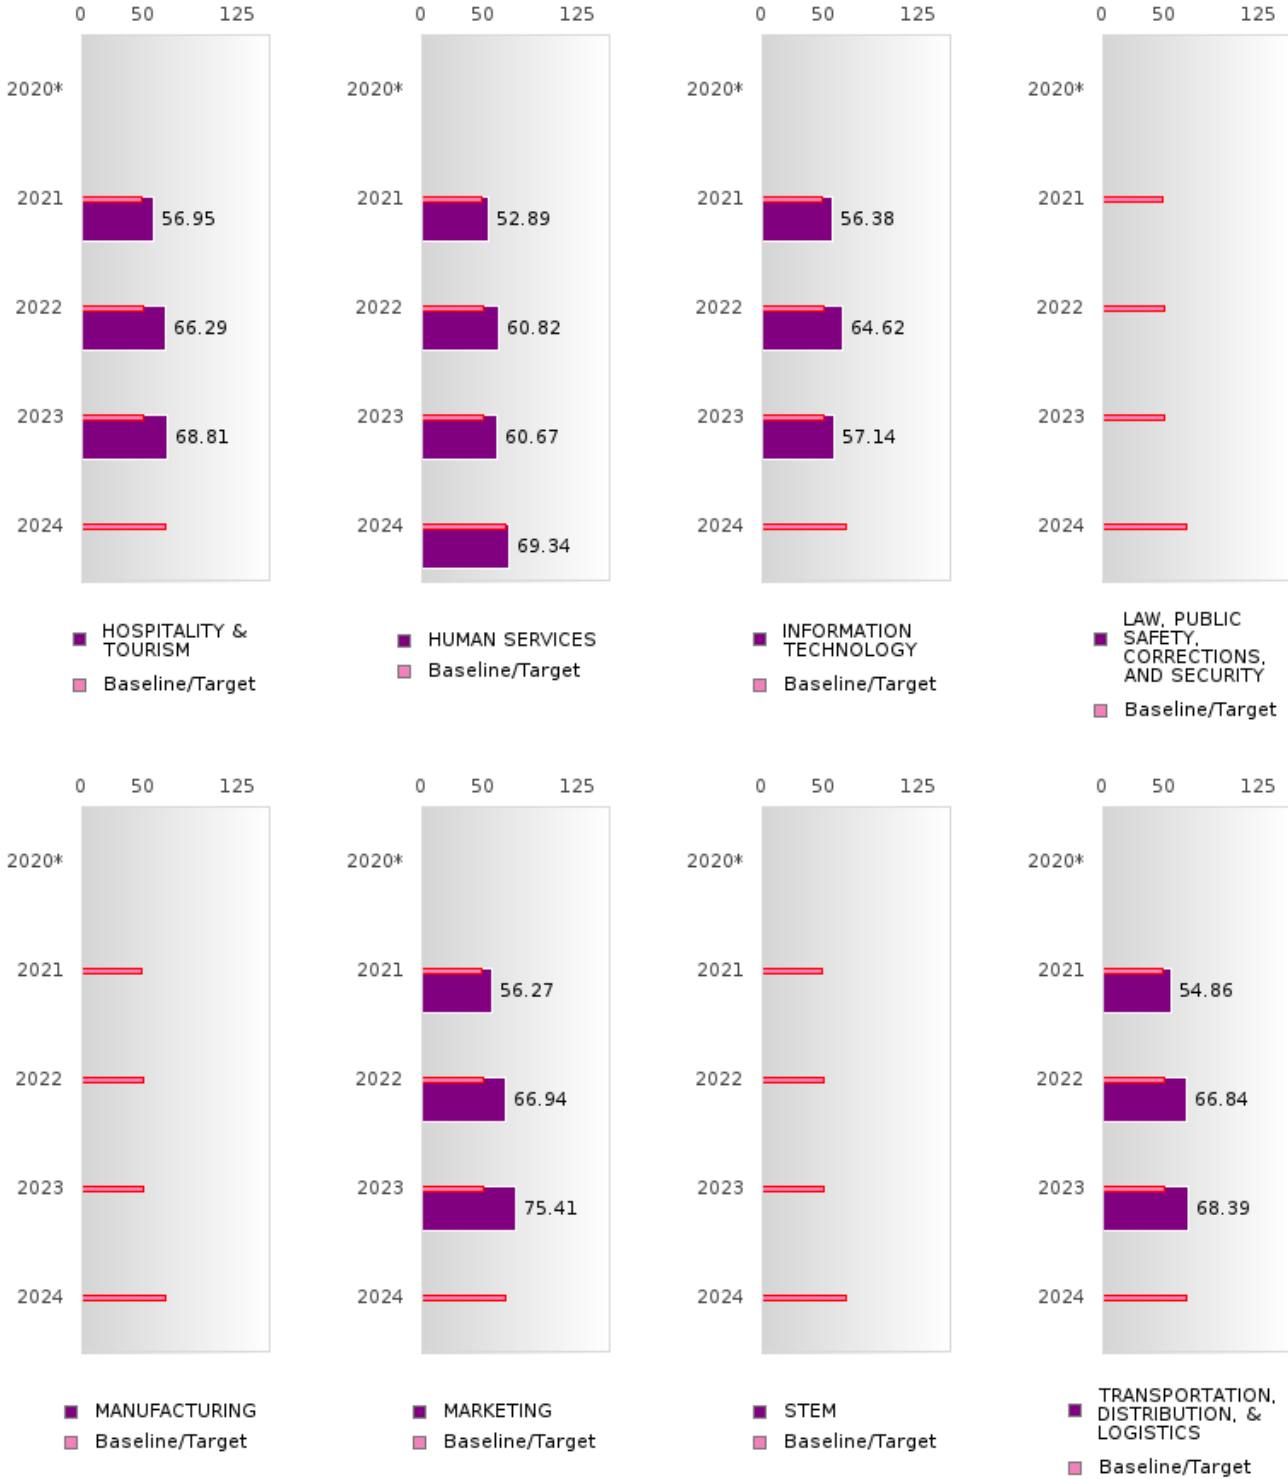 0 50 125
2020*
2021 56.95
2022 66.29
2023 68.81
2024
HOSPITALITY &
TOURISM
Baseline/Target
0 50 125
2020*
2021 52.89
2022 60.82
2023 60.67
2024 69.34
HUMAN SERVICES
Baseline/Target
0 50 125
2020*
2021 56.38
2022 64.62
2023 57.14
2024
INFORMATION
TECHNOLOGY
Baseline/Target
0 50 125
2020*
2021
2022
2023
2024
LAW, PUBLIC
SAFETY,
CORRECTIONS,
AND SECURITY
Baseline/Target
0 50 125
2020*
2021
2022
2023
2024
MANUFACTURING
Baseline/Target
0 50 125
2020*
2021 56.27
2022 66.94
2023 75.41
2024
MARKETING
Baseline/Target
0 50 125
2020*
2021
2022
2023
2024
STEM
Baseline/Target
0 50 125
2020*
2021 54.86
2022 66.84
2023 68.39
2024
TRANSPORTATION,
DISTRIBUTION, &
LOGISTICS
Baseline/Target